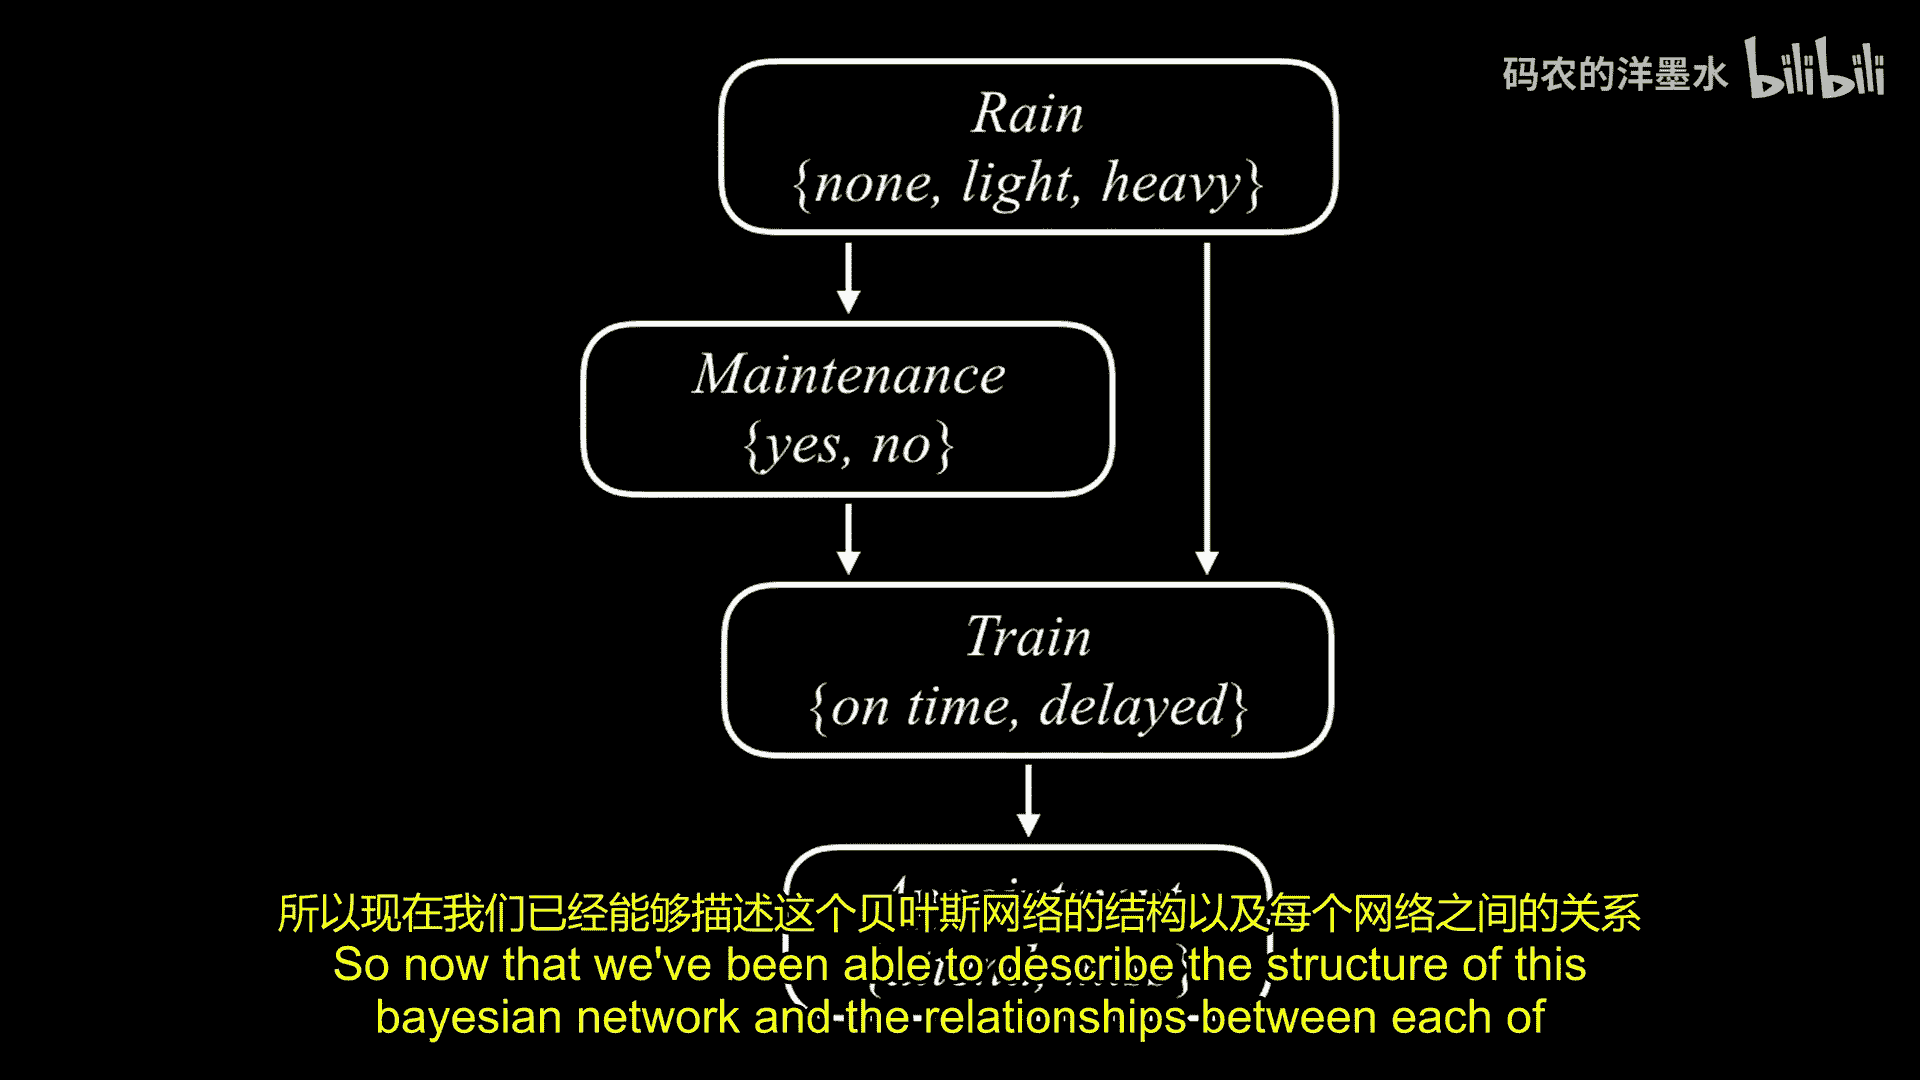 码农的洋墨水 bilibili
Rain
{none, light, heavy}
Maintenance
{yes, no}
Train
{on time, delayed}
所以现在我们已经能够描述这个贝叶斯网络的结构以及每个网络之间的关系
So now that we've been able to describe the structure of this
bayesian network and the relationships between each of